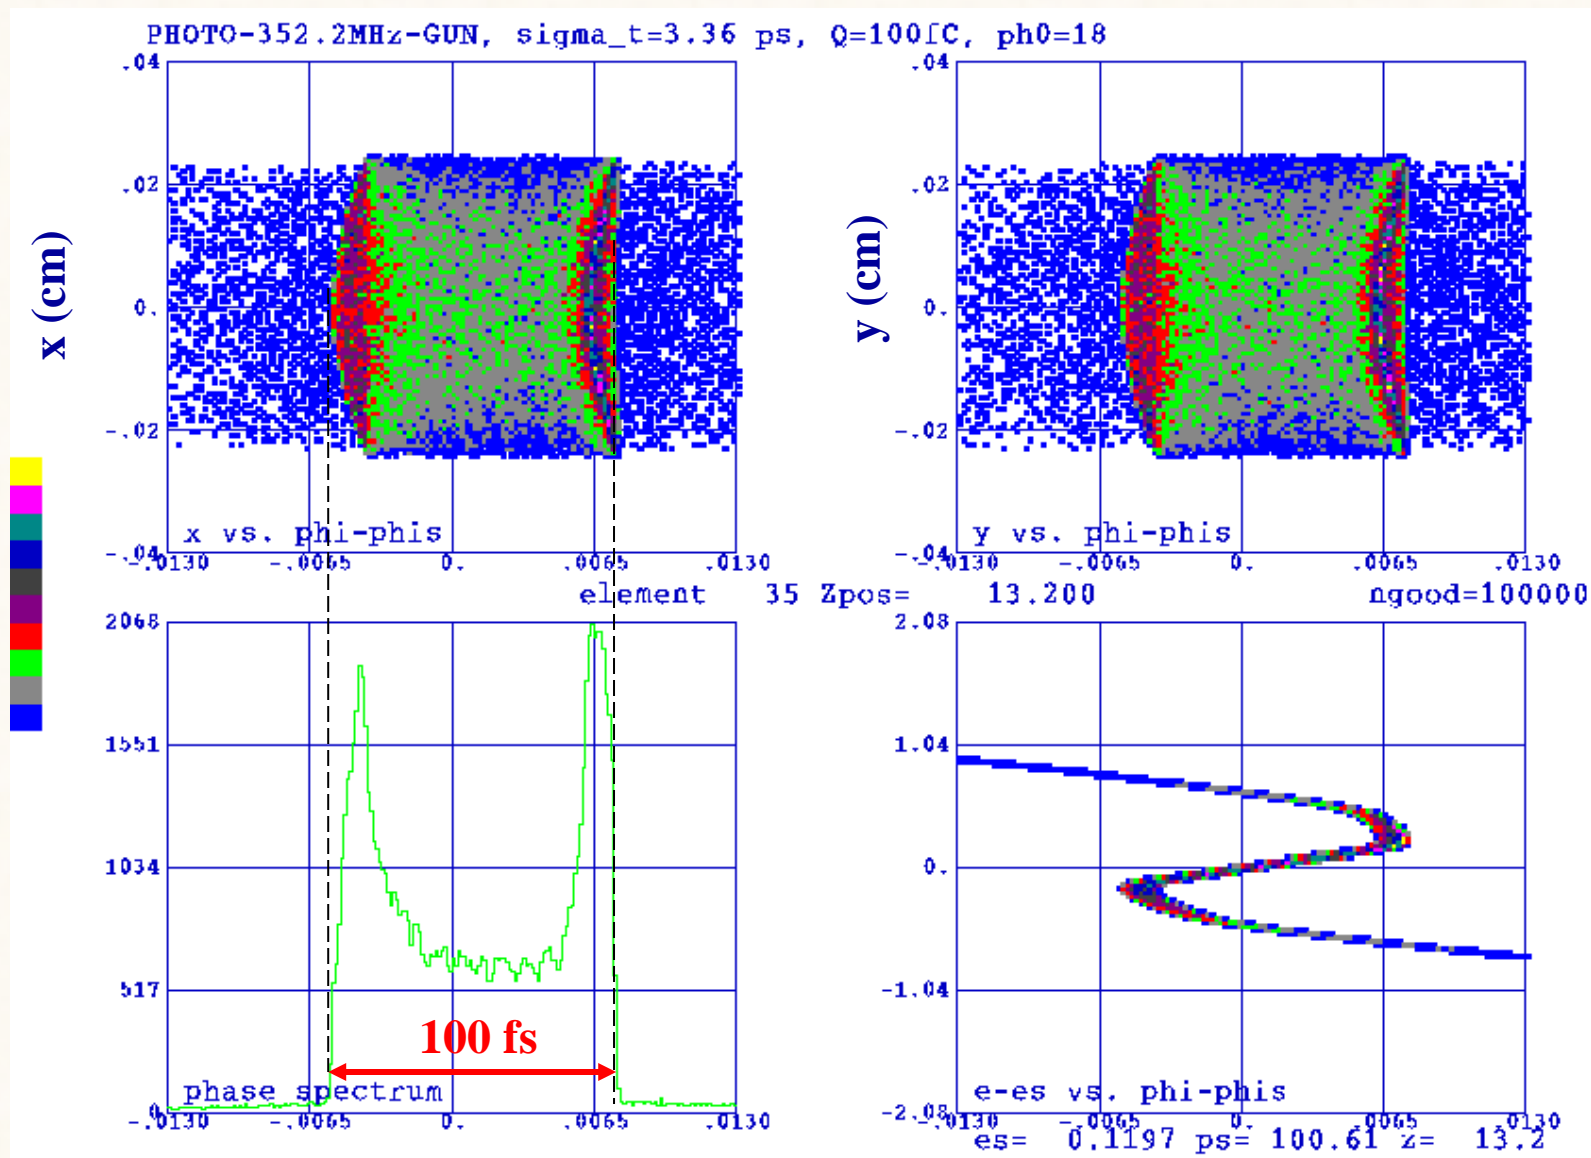 PHOTO-352.2MHz-GUN, sigma_t=3.36 ps, Q=100fC, ph0=18
.04
.02
0.
-.02
-.04
x (cm)
x vs. phi-phis
-.0130 -.0065 0. .0065 .0130
.04
.02
0.
-.02
-.04
y (cm)
y vs. phi-phis
-.0130 -.0065 0. .0065 .0130
element 35 Zpos= 13.200 ngood=100000
2068
1551
1034
517
0.
100 fs
phase spectrum
-.0130 -.0065 0. .0065 .0130
2.08
1.04
0.
-1.04
-2.08
e-es vs. phi-phis
-.0130 -.0065 0. .0065 .0130
es= 0.1197 ps= 100.61 z= 13.2